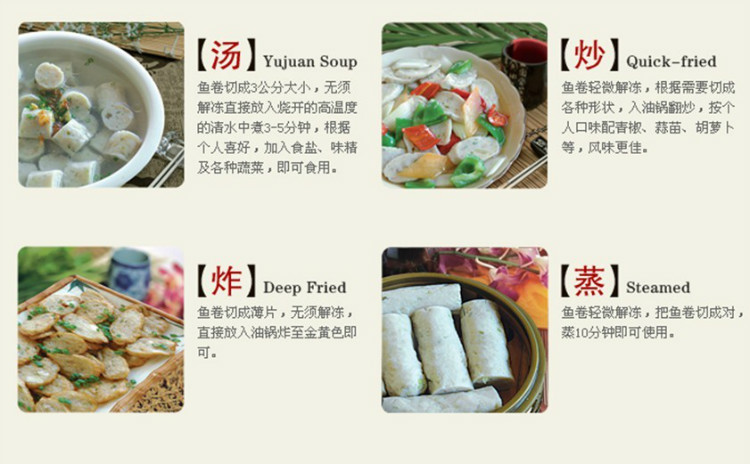 【汤】Yujuan Soup
鱼卷切成3公分大小，无须
解冻直接放入烧开的高温度
的清水中煮3-5分钟，根据
个人喜好，加入食盐、味精
及各种蔬菜，即可食用。
【炒】Quick-fried
鱼卷轻微解冻，根据需要切成
各种形状，入油锅翻炒，按个
人口味配青椒、蒜苗、胡萝卜
等，风味更佳。
【炸】Deep Fried
鱼卷切成薄片，无须解冻，
直接放入油锅炸至金黄色即
可。
【蒸】Steamed
鱼卷轻微解冻，把鱼卷切成对，
蒸10分钟即可使用。